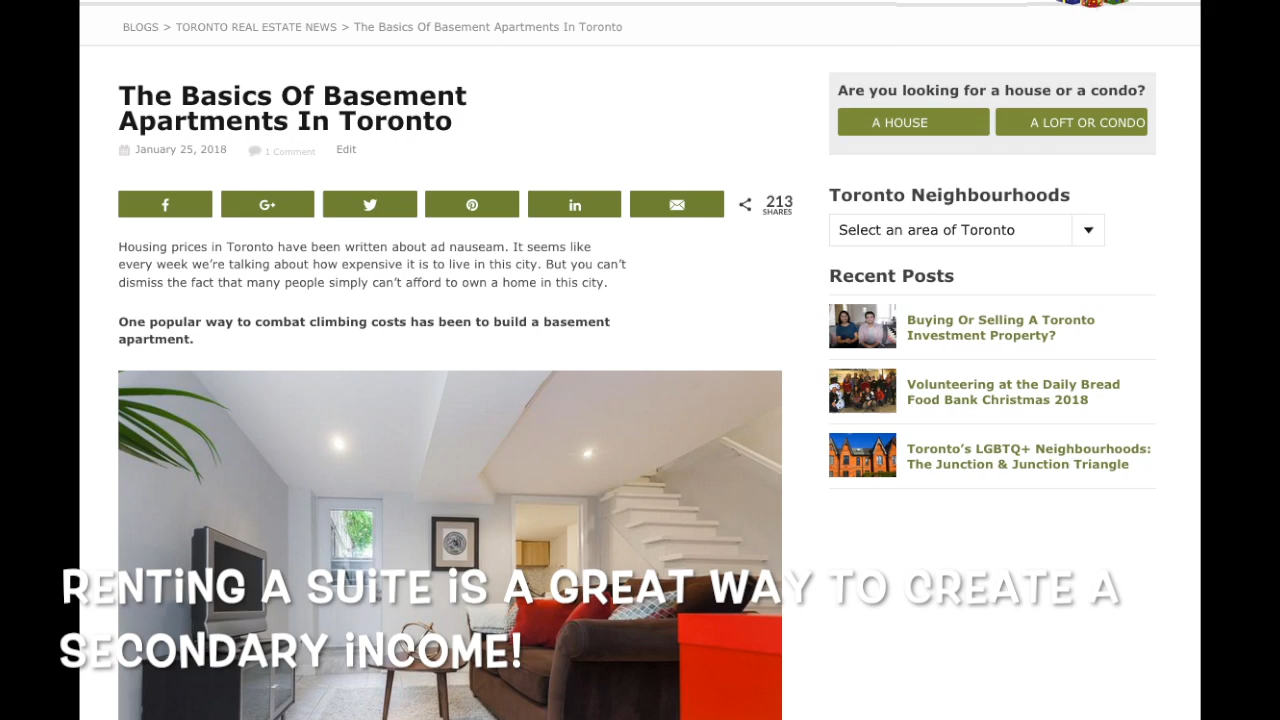 BLOGS > TORONTO REAL ESTATE NEWS > The Basics Of Basement Apartments In Toronto
The Basics Of Basement
Apartments In Toronto
January 25, 2018 1 Comment Edit
213
SHARES
Housing prices in Toronto have been written about ad nauseam. It seems like
every week we’re talking about how expensive it is to live in this city. But you can’t
dismiss the fact that many people simply can’t afford to own a home in this city.
One popular way to combat climbing costs has been to build a basement
apartment.
Are you looking for a house or a condo?
A HOUSE
A LOFT OR CONDO
Toronto Neighbourhoods
Select an area of Toronto
Recent Posts
Buying Or Selling A Toronto
Investment Property?
Volunteering at the Daily Bread
Food Bank Christmas 2018
Toronto’s LGBTQ+ Neighbourhoods:
The Junction & Junction Triangle
RENTiNG A SUiTE iS A GREAT WAY TO CREATE A
SECONDARY iNCOME!